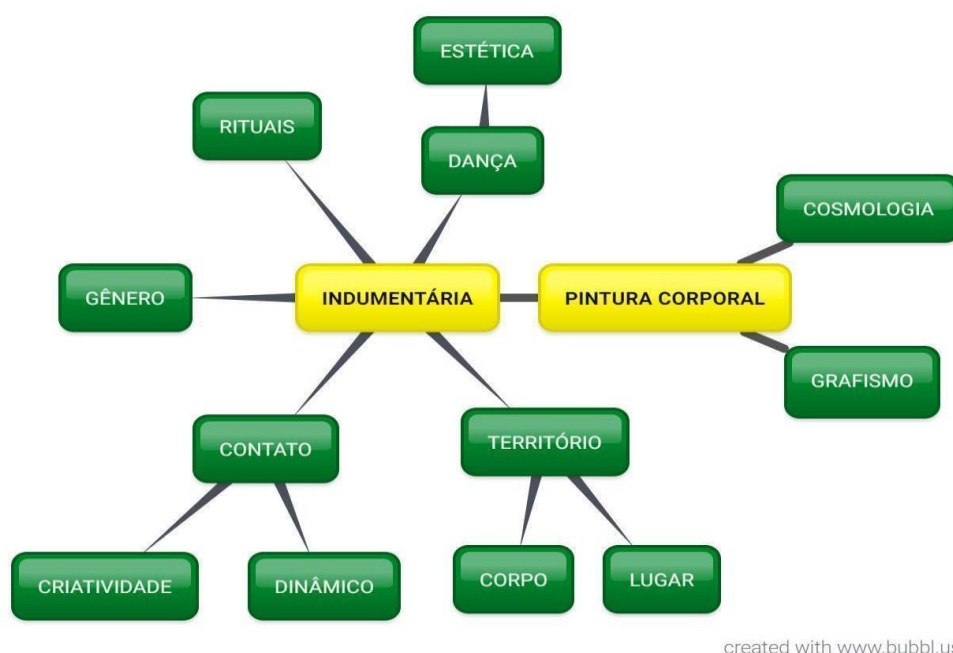 ESTÉTICA
RITUAIS
DANÇA
COSMOLOGIA
GÊNERO
INDUMENTÁRIA
PINTURA CORPORAL
GRAFISMO
CONTATO
TERRITÓRIO
CRIATIVIDADE
DINÂMICO
CORPO
LUGAR
created with www.bubbl.us